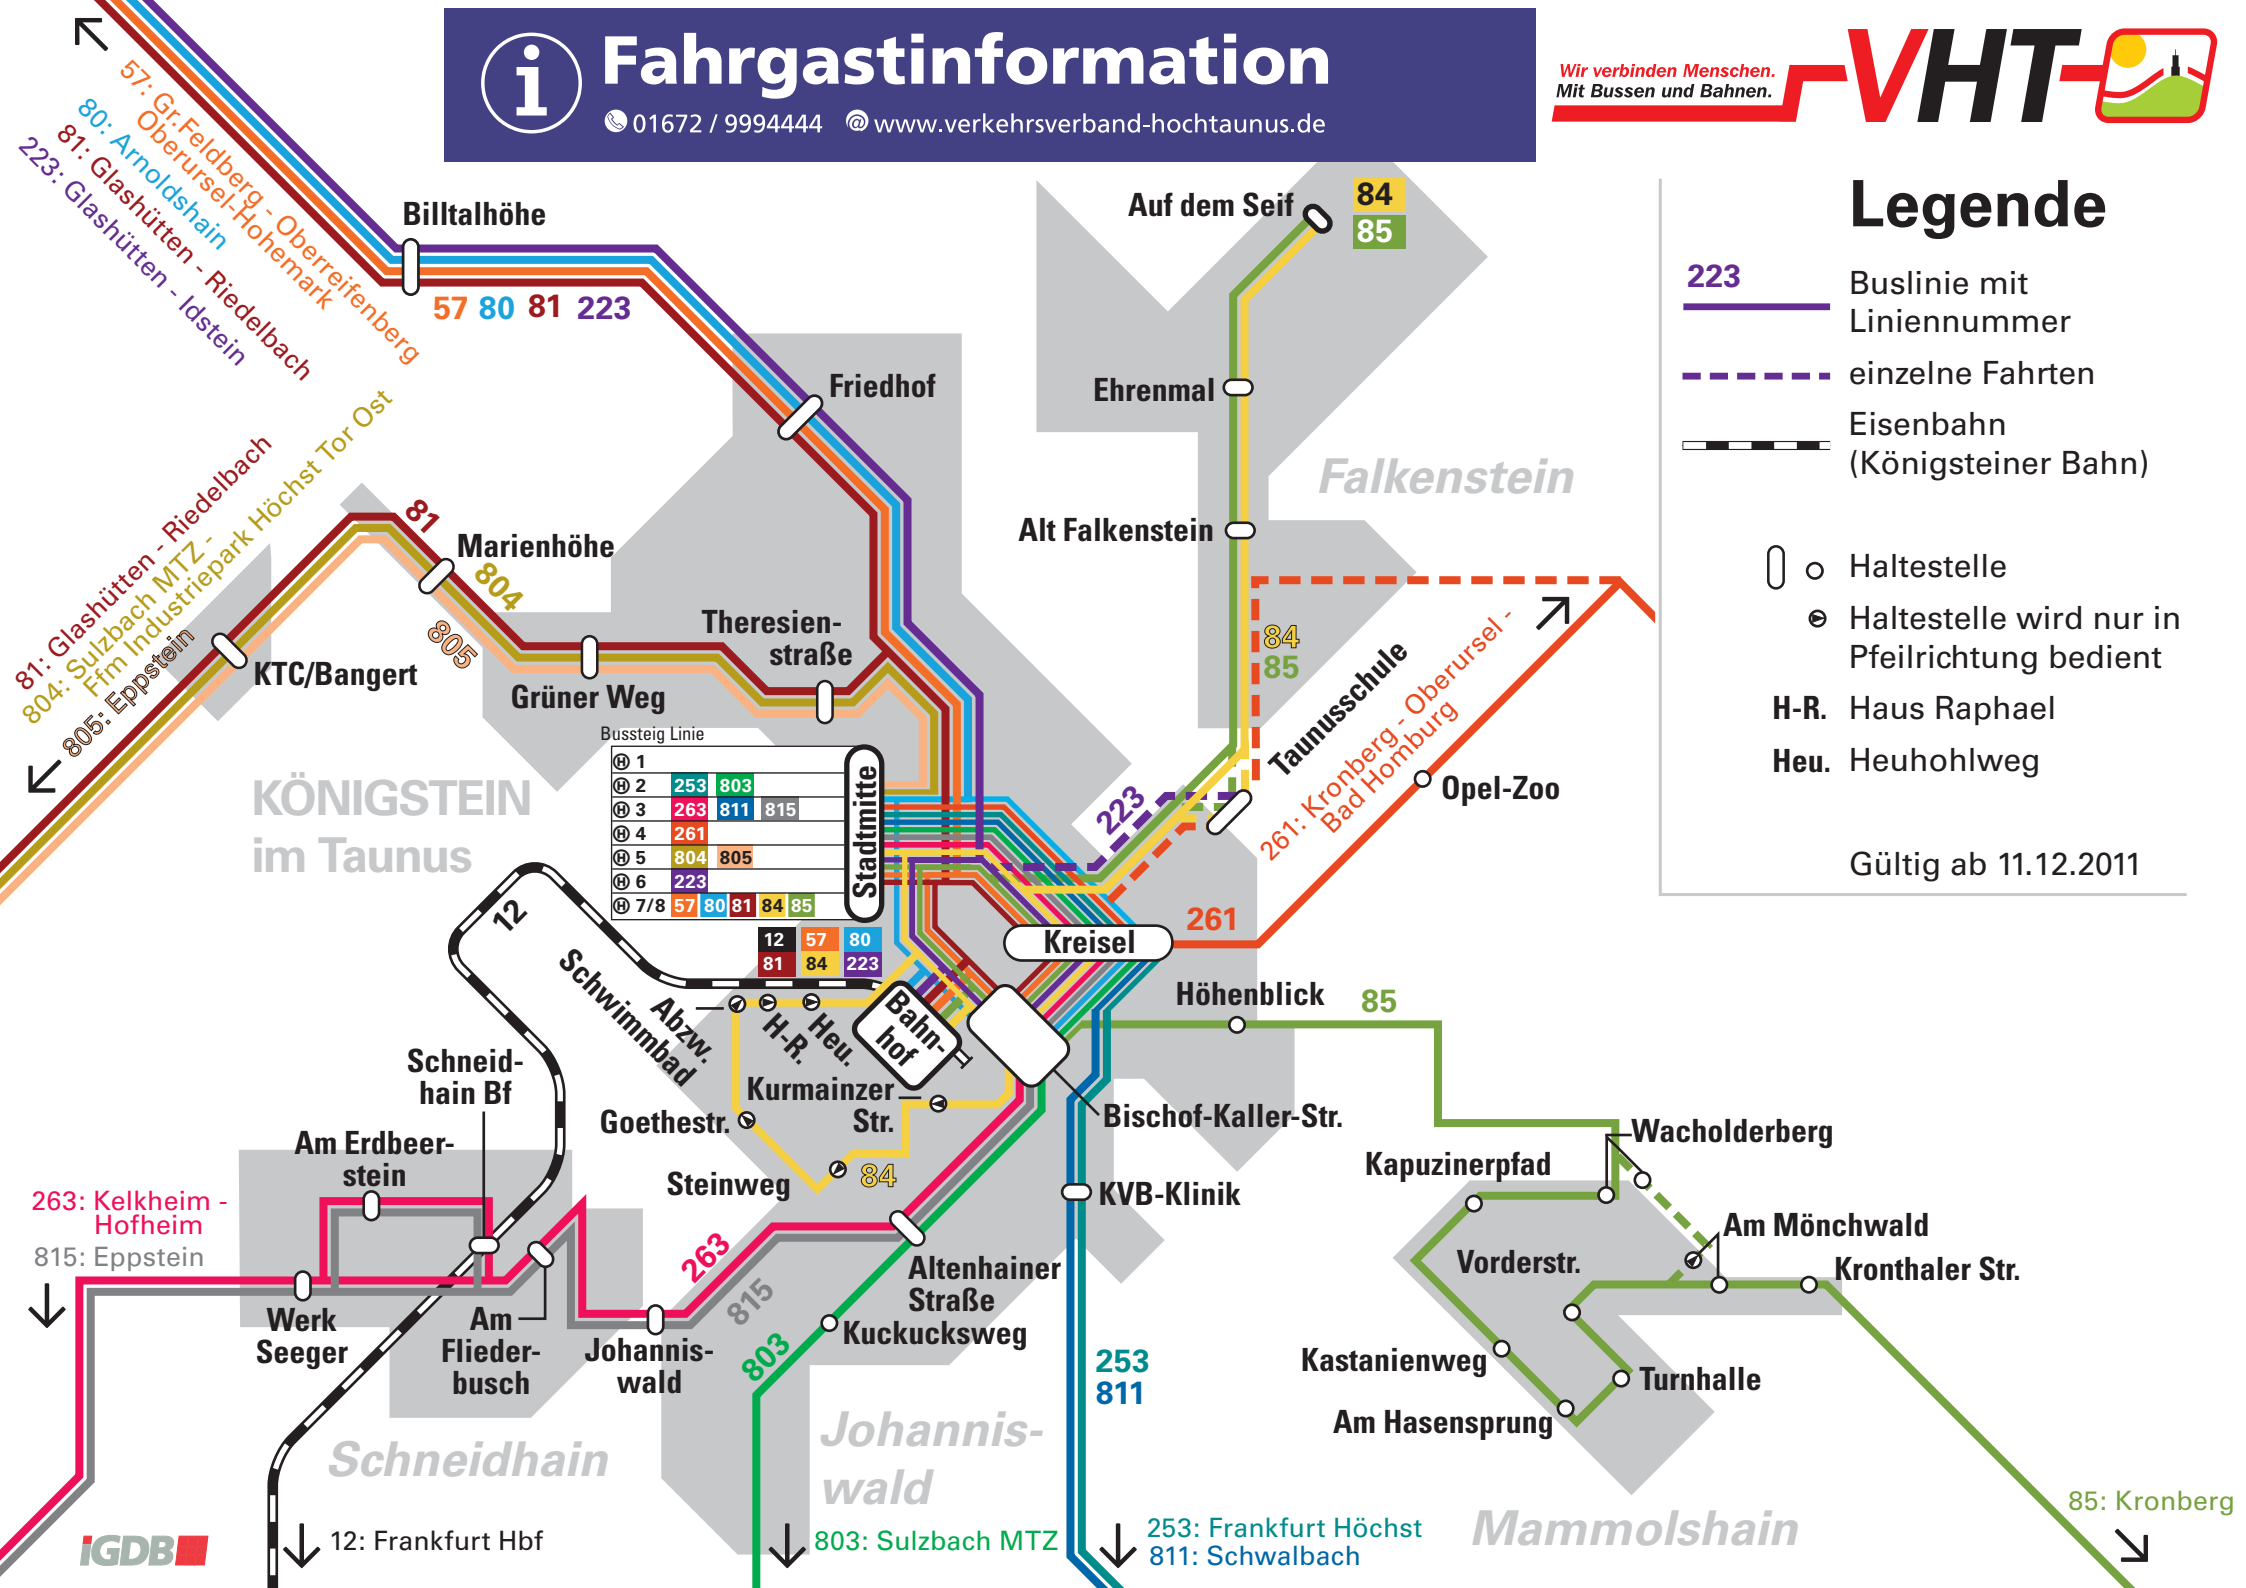 Fahrgastinformation
01672 / 9994444 @ www.verkehrsverband-hochtaunus.de
Wir verbinden Menschen.
Mit Bussen und Bahnen.
VHT
57: Gr.Feldberg - Oberreifenberg
Oberursel-Hohemark
80: Arnoldshain
81: Glashütten - Riedelbach
223: Glashütten - Idstein
Billtalhöhe
57 80 81 223
Friedhof
Auf dem Seif
84
85
Ehrenmal
Falkenstein
Alt Falkenstein
84
85
Taunusschule
261: Kronberg - Oberursel -
Bad Homburg
Opel-Zoo
223
261
Legende
223
Buslinie mit
Liniennummer
einzelne Fahrten
Eisenbahn
(Königsteiner Bahn)
Haltestelle
Haltestelle wird nur in
Pfeilrichtung bedient
H-R. Haus Raphael
Heu. Heuhohlweg
Gültig ab 11.12.2011
81: Glashütten - Riedelbach
804: Sulzbach MTZ -
Ffm Industriepark Höchst Tor Ost
805: Eppstein
81
804
805
Marienhöhe
KTC/Bangert
Grüner Weg
Theresien-
straße
KÖNIGSTEIN
im Taunus
Bussteig Linie
H 1
H 2 253 803
H 3 263 811 815
H 4 261
H 5 804 805
H 6 223
H 7/8 57 80 81 84 85
Stadtmitte
12 57 80
81 84 223
12
Kreisel
Bahn-
hof
Abzw.
Schwimmbad
H-R.
Heu.
Kurmainzer
Str.
Goethestr.
Steinweg
84
Höhenblick
85
Bischof-Kaller-Str.
KVB-Klinik
Schneid-
hain Bf
Am Erdbeer-
stein
263: Kelkheim -
Hofheim
815: Eppstein
Werk
Seeger
Am
Flieder-
busch
Johannis-
wald
263
815
803
Altenhainer
Straße
Kuckucksweg
253
811
Schneidhain
Johannis-
wald
Wacholderberg
Kapuzinerpfad
Am Mönchwald
Vorderstr.
Kronthaler Str.
Kastanienweg
Turnhalle
Am Hasensprung
Mammolshain
85: Kronberg
iGDB
12: Frankfurt Hbf
803: Sulzbach MTZ
253: Frankfurt Höchst
811: Schwalbach